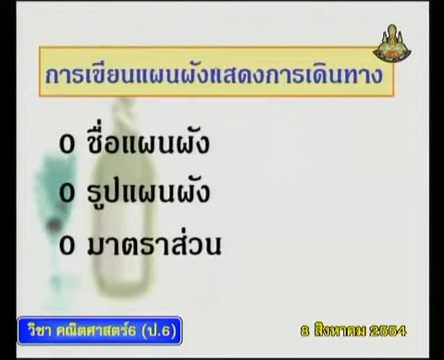 การเขียนแผนผังแสดงการเดินทาง
0 ชื่อแผนผัง
0 รูปแผนผัง
0 มาตราส่วน
วิชา คณิตศาสตร์6 (ป.6)
8 สิงหาคม 2554